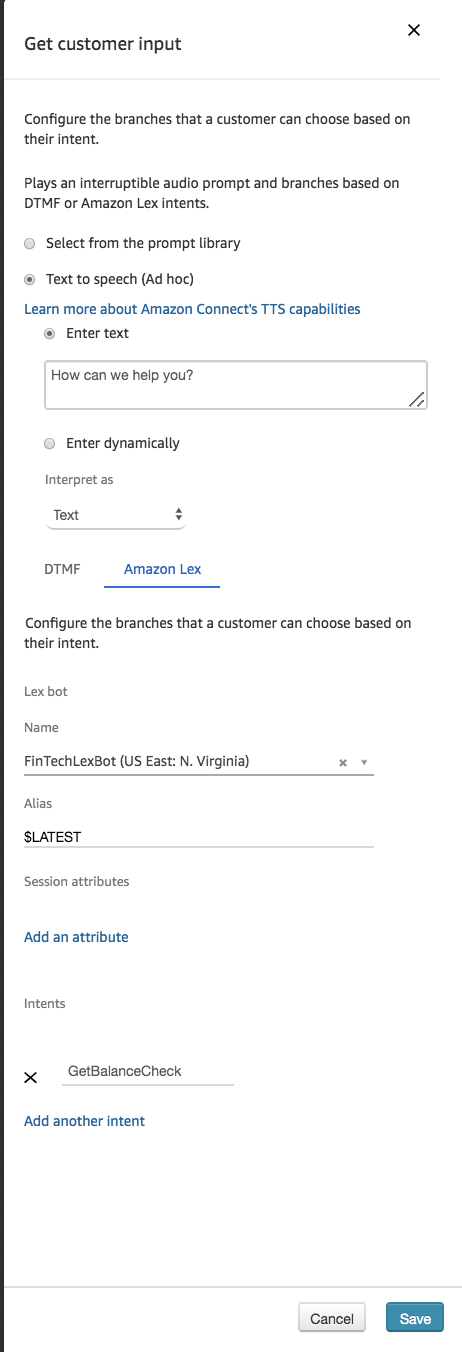 Get customer input
Configure the branches that a customer can choose based on
their intent.
Plays an interruptible audio prompt and branches based on
DTMF or Amazon Lex intents.
Select from the prompt library
Text to speech (Ad hoc)
Learn more about Amazon Connect's TTS capabilities
Enter text
How can we help you?
Enter dynamically
Interpret as
Text
DTMF Amazon Lex
Configure the branches that a customer can choose based on
their intent.
Lex bot
Name
FinTechLexBot (US East: N. Virginia)
Alias
$LATEST
Session attributes
Add an attribute
Intents
GetBalanceCheck
Add another intent
Cancel Save